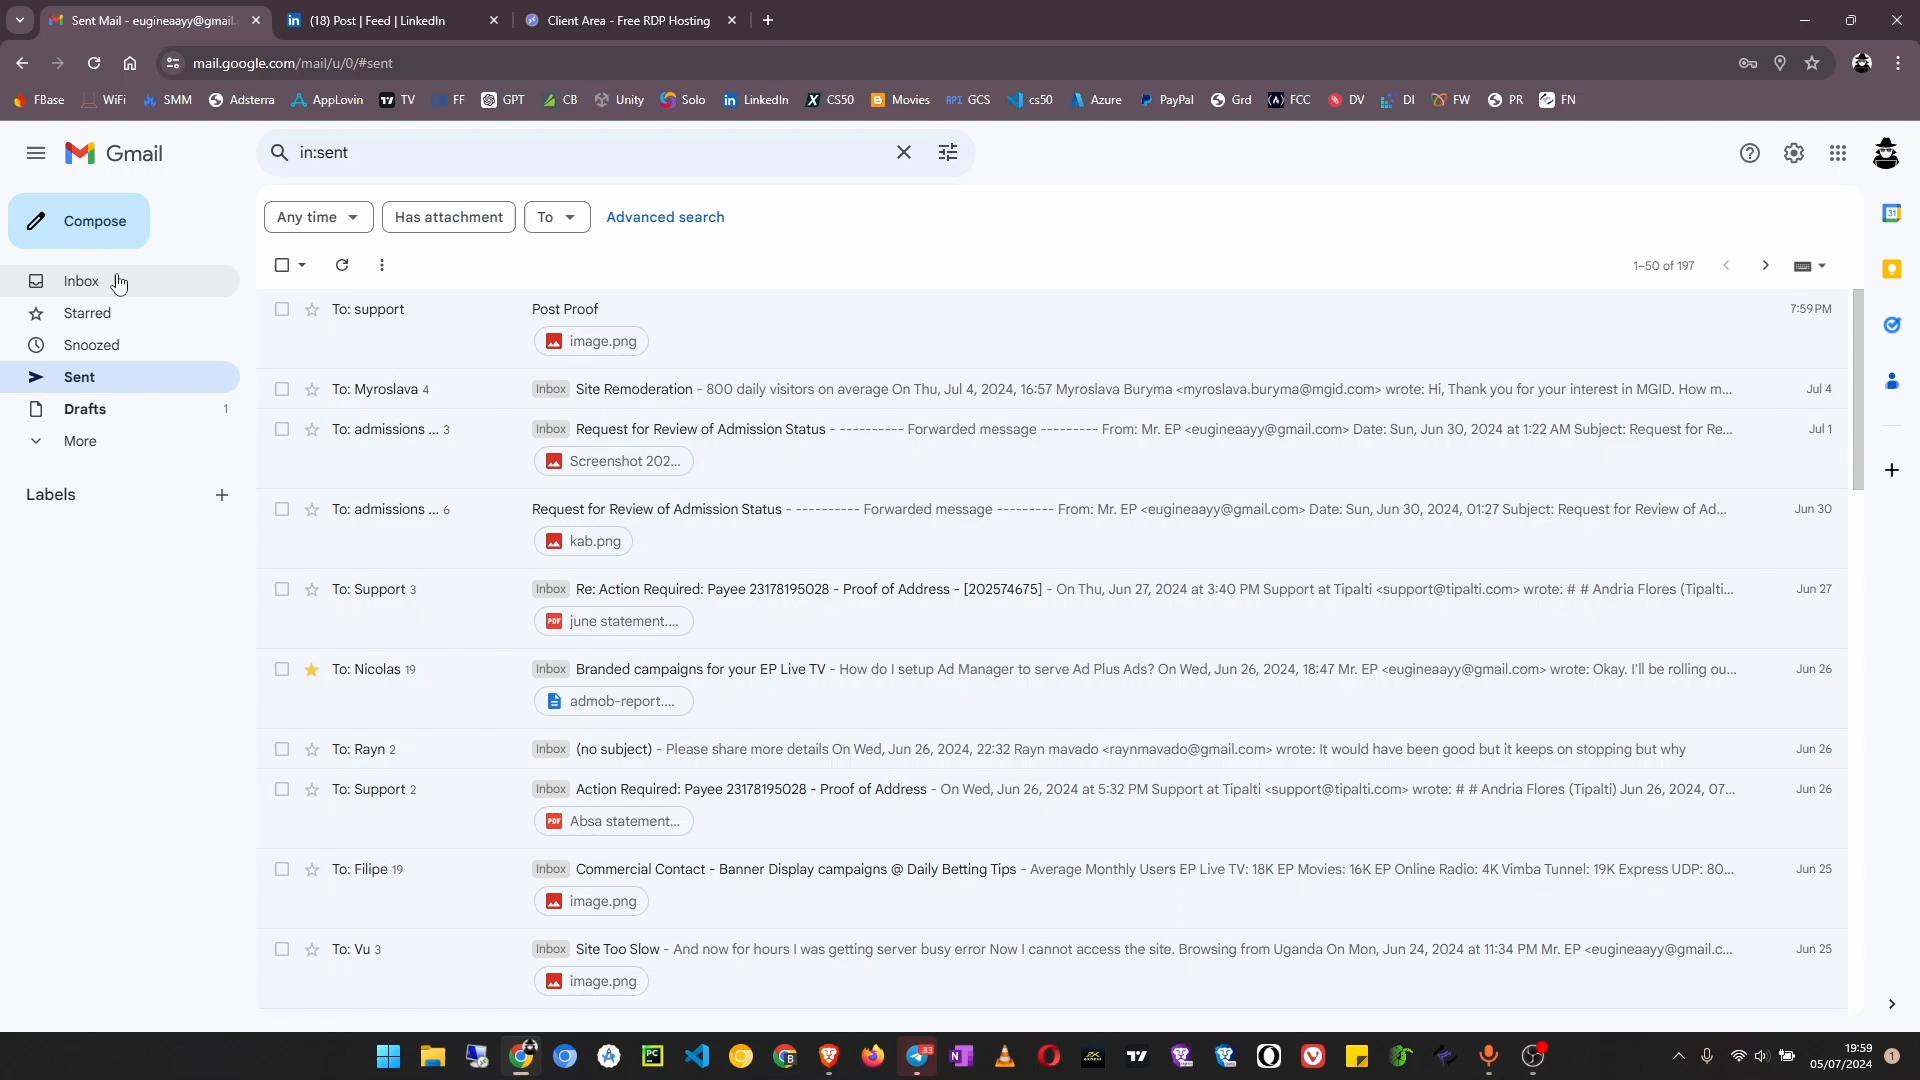 Sent Mail - eugineaayy@gmail.
(18) Post | Feed | LinkedIn
Client Area - Free RDP Hosting
mail.google.com/mail/u/0/#sent
FBase WiFi SMM Adsterra AppLovin TV FF GPT CB Unity Solo LinkedIn CS50 Movies GCS cs50 Azure PayPal Grd FCC DV DI FW PR FN
Gmail
in:sent
Compose
Any time Has attachment To Advanced search
1–50 of 197
Inbox
Starred
Snoozed
Sent
Drafts 1
More
Labels
To: support Post Proof 7:59 PM
image.png
To: Myroslava 4 Inbox Site Remoderation - 800 daily visitors on average On Thu, Jul 4, 2024, 16:57 Myroslava Buryma <myroslava.buryma@mgid.com> wrote: Hi, Thank you for your interest in MGID. How m... Jul 4
To: admissions ... 3 Inbox Request for Review of Admission Status - ---------- Forwarded message --------- From: Mr. EP <eugineaayy@gmail.com> Date: Sun, Jun 30, 2024 at 1:22 AM Subject: Request for Re... Jul 1
Screenshot 202...
To: admissions ... 6 Request for Review of Admission Status - ---------- Forwarded message --------- From: Mr. EP <eugineaayy@gmail.com> Date: Sun, Jun 30, 2024, 01:27 Subject: Request for Review of Ad... Jun 30
kab.png
To: Support 3 Inbox Re: Action Required: Payee 23178195028 - Proof of Address - [202574675] - On Thu, Jun 27, 2024 at 3:40 PM Support at Tipalti <support@tipalti.com> wrote: # # Andria Flores (Tipalti... Jun 27
PDF june statement....
To: Nicolas 19 Inbox Branded campaigns for your EP Live TV - How do I setup Ad Manager to serve Ad Plus Ads? On Wed, Jun 26, 2024, 18:47 Mr. EP <eugineaayy@gmail.com> wrote: Okay. I'll be rolling ou... Jun 26
admob-report....
To: Rayn 2 Inbox (no subject) - Please share more details On Wed, Jun 26, 2024, 22:32 Rayn mavado <raynmavado@gmail.com> wrote: It would have been good but it keeps on stopping but why Jun 26
To: Support 2 Inbox Action Required: Payee 23178195028 - Proof of Address - On Wed, Jun 26, 2024 at 5:32 PM Support at Tipalti <support@tipalti.com> wrote: # # Andria Flores (Tipalti) Jun 26, 2024, 07... Jun 26
PDF Absa statement...
To: Filipe 19 Inbox Commercial Contact - Banner Display campaigns @ Daily Betting Tips - Average Monthly Users EP Live TV: 18K EP Movies: 16K EP Online Radio: 4K Vimba Tunnel: 19K Express UDP: 80... Jun 25
image.png
To: Vu 3 Inbox Site Too Slow - And now for hours I was getting server busy error Now I cannot access the site. Browsing from Uganda On Mon, Jun 24, 2024 at 11:34 PM Mr. EP <eugineaayy@gmail.c... Jun 25
image.png
19:59
05/07/2024